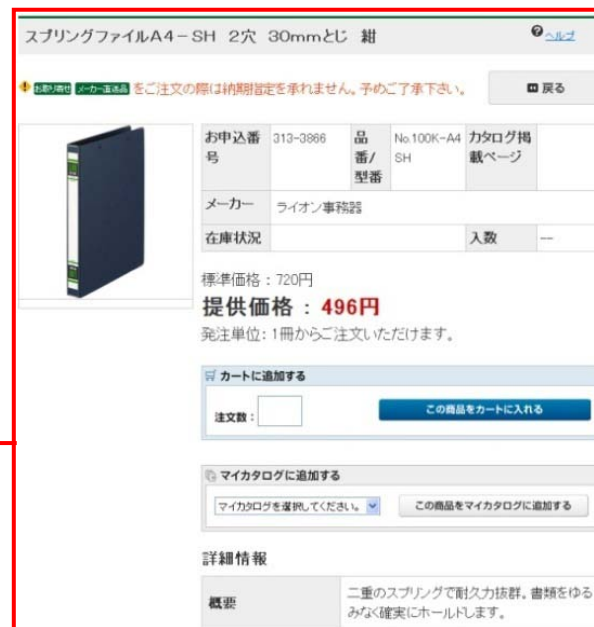 スプリングファイルA4-SH 2穴 30mmとじ 紺
ヘルプ
お取り寄せ メーカー直送品 をご注文の際は納期指定を承れません。予めご了承下さい。
戻る
お申込番号 313-3866 品番/型番 No.100K-A4SH カタログ掲載ページ
メーカー ライオン事務器
在庫状況 入数 --
標準価格：720円
提供価格：496円
発注単位：1冊からご注文いただけます。
カートに追加する
注文数： この商品をカートに入れる
マイカタログに追加する
マイカタログを選択してください。 この商品をマイカタログに追加する
詳細情報
概要 二重のスプリングで耐久力抜群。書類をゆる
みなく確実にホールドします。